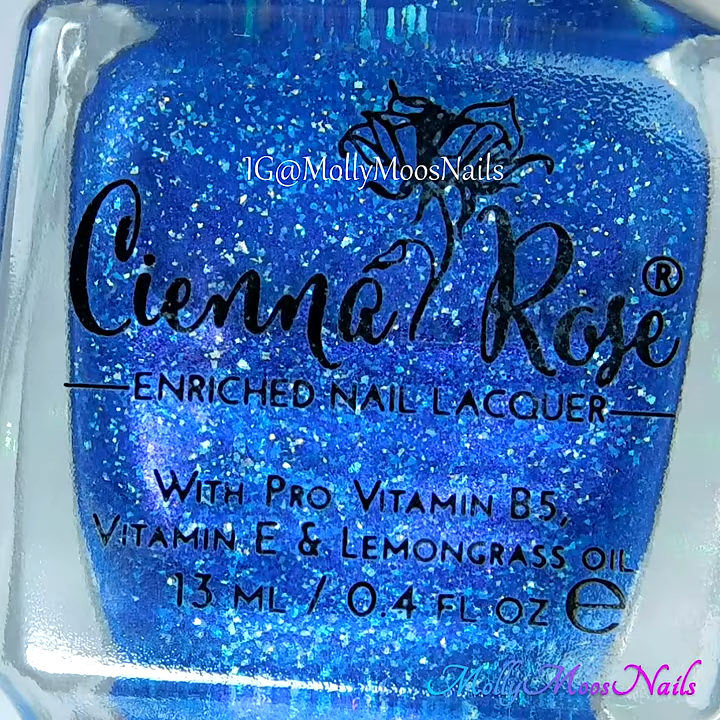 IG@MollyMoosNails
Cienna Rose®
ENRICHED NAIL LACQUER
WITH PRO VITAMIN B5,
VITAMIN E & LEMONGRASS OIL
13 ML / 0.4 FL OZ ℮
MollyMoosNails